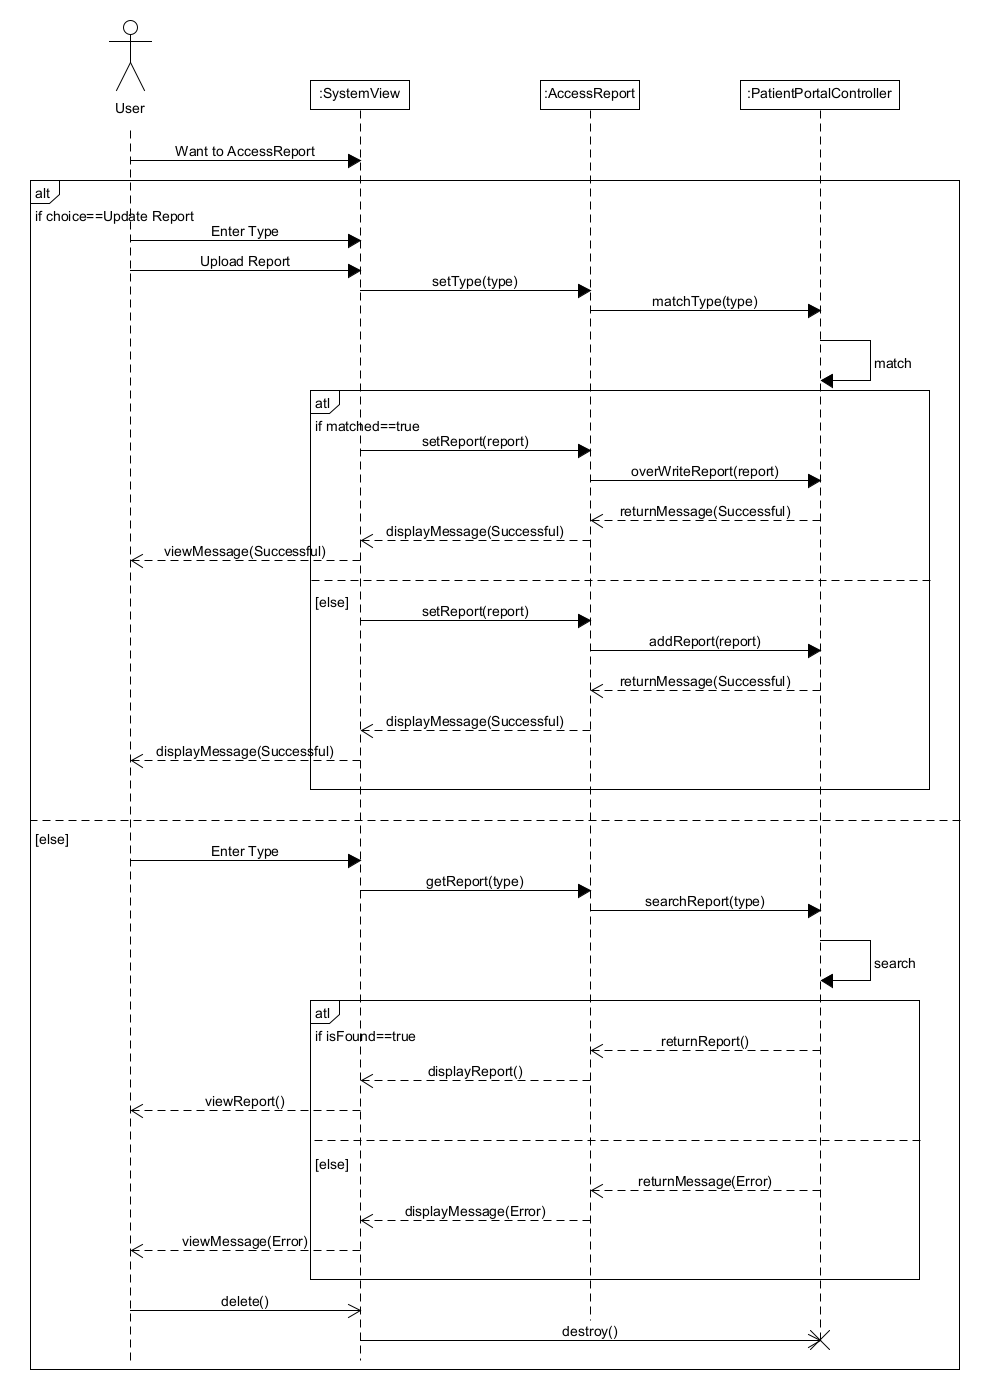 User
:SystemView
:AccessReport
:PatientPortalController
Want to AccessReport
alt
if choice==Update Report
Enter Type
Upload Report
setType(type)
matchType(type)
match
atl
if matched==true
setReport(report)
overWriteReport(report)
returnMessage(Successful)
displayMessage(Successful)
viewMessage(Successful)
[else]
setReport(report)
addReport(report)
returnMessage(Successful)
displayMessage(Successful)
displayMessage(Successful)
[else]
Enter Type
getReport(type)
searchReport(type)
search
atl
if isFound==true
returnReport()
displayReport()
viewReport()
[else]
returnMessage(Error)
displayMessage(Error)
viewMessage(Error)
delete()
destroy()